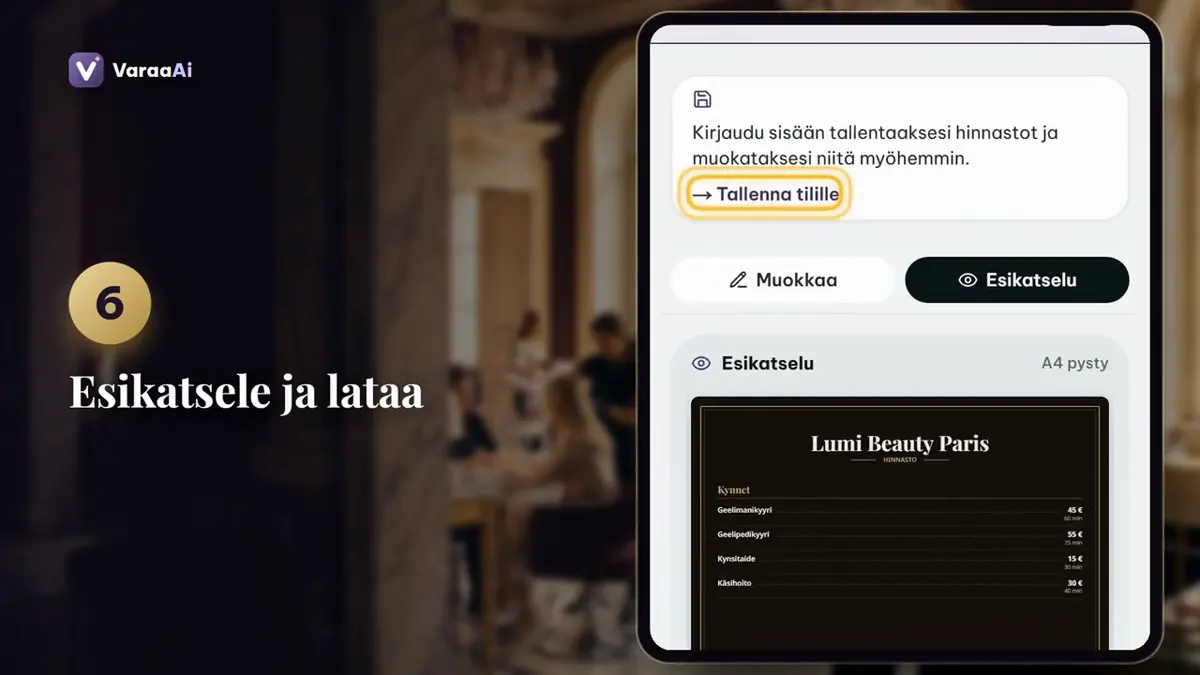 VaraaAi
6
Esikatsele ja lataa
Kirjaudu sisään tallentaaksesi hinnastot ja
muokataksesi niitä myöhemmin.
→ Tallenna tilille
Muokkaa
Esikatselu
Esikatselu
A4 pysty
Lumi Beauty Paris
HINNASTO
Kynnet
Geelimanikyyri 45 €
60 min
Geelipedikyyri 55 €
75 min
Kynsitaide 15 €
30 min
Käsihoito 30 €
40 min